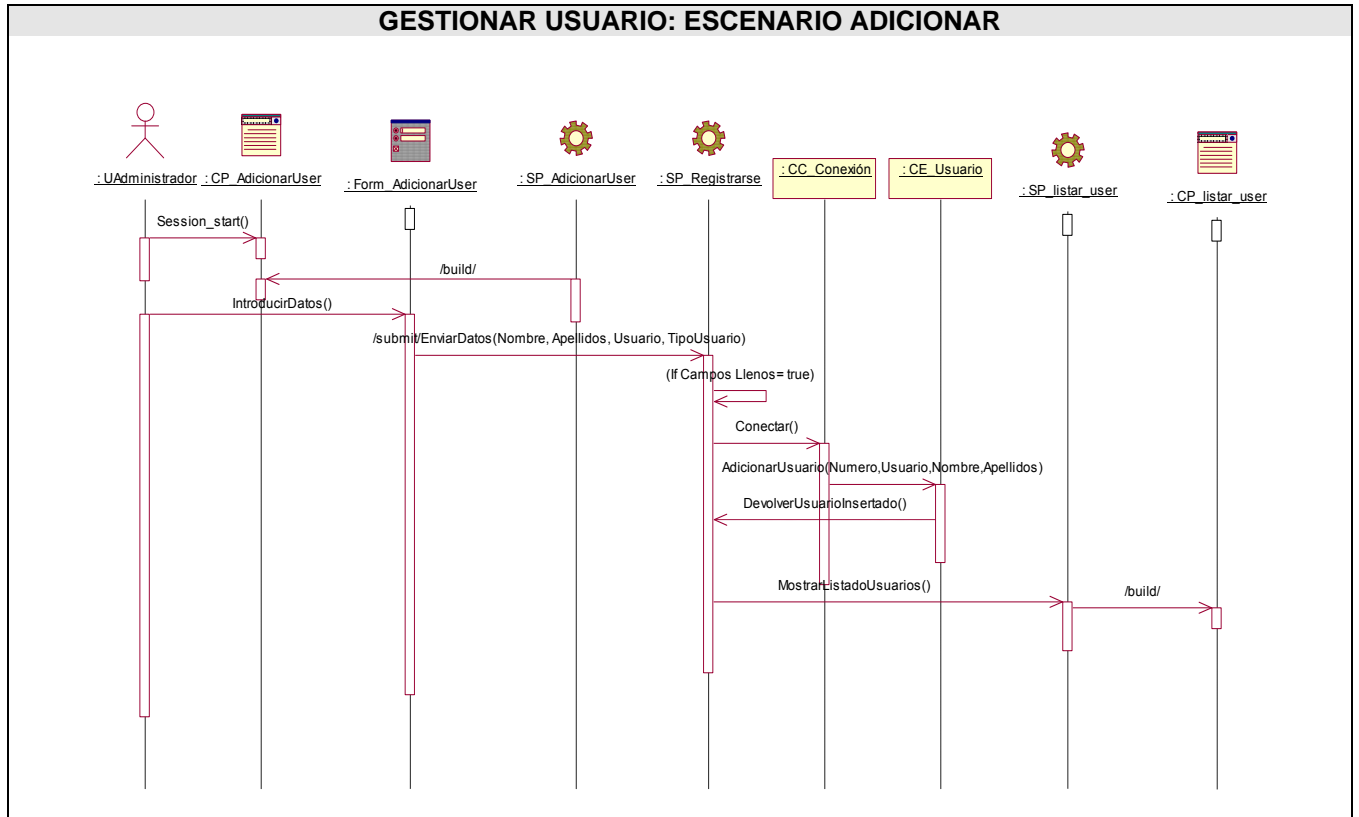 GESTIONAR USUARIO: ESCENARIO ADICIONAR
: UAdministrador
: CP_AdicionarUser
: Form_AdicionarUser
: SP_AdicionarUser
: SP_Registrarse
: CC_Conexión
: CE_Usuario
: SP_listar_user
: CP_listar_user
Session_start()
/build/
IntroducirDatos()
/submit/EnviarDatos(Nombre, Apellidos, Usuario, TipoUsuario)
(If Campos Llenos= true)
Conectar()
AdicionarUsuario(Numero,Usuario,Nombre,Apellidos)
DevolverUsuarioInsertado()
MostrarListadoUsuarios()
/build/